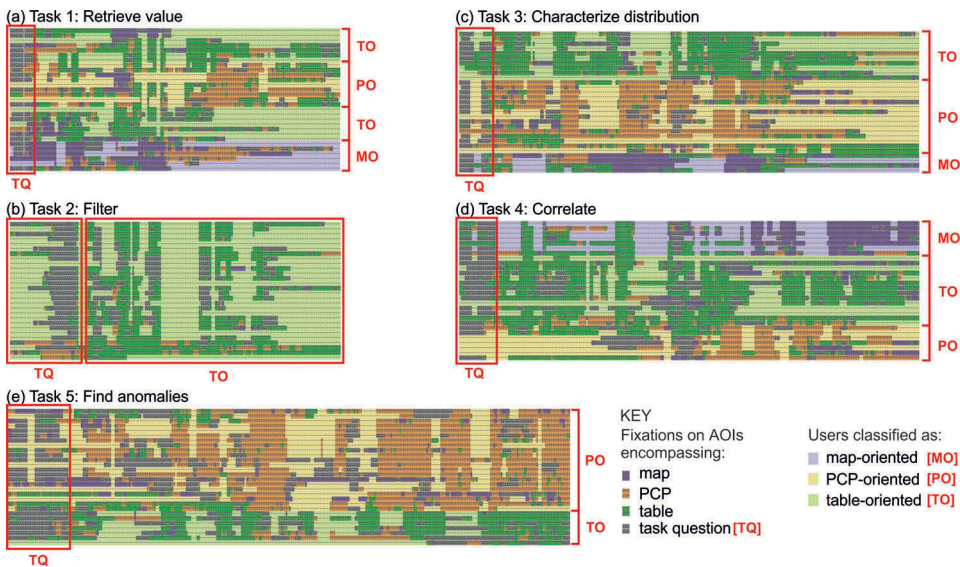 (a) Task 1: Retrieve value
TO
PO
TO
MO
TQ
(b) Task 2: Filter
TQ
TO
(c) Task 3: Characterize distribution
TO
PO
MO
TQ
(d) Task 4: Correlate
MO
TO
PO
TQ
(e) Task 5: Find anomalies
PO
TO
TQ
KEY
Fixations on AOIs
encompassing:
map
PCP
table
task question [TQ]
Users classified as:
map-oriented [MO]
PCP-oriented [PO]
table-oriented [TO]